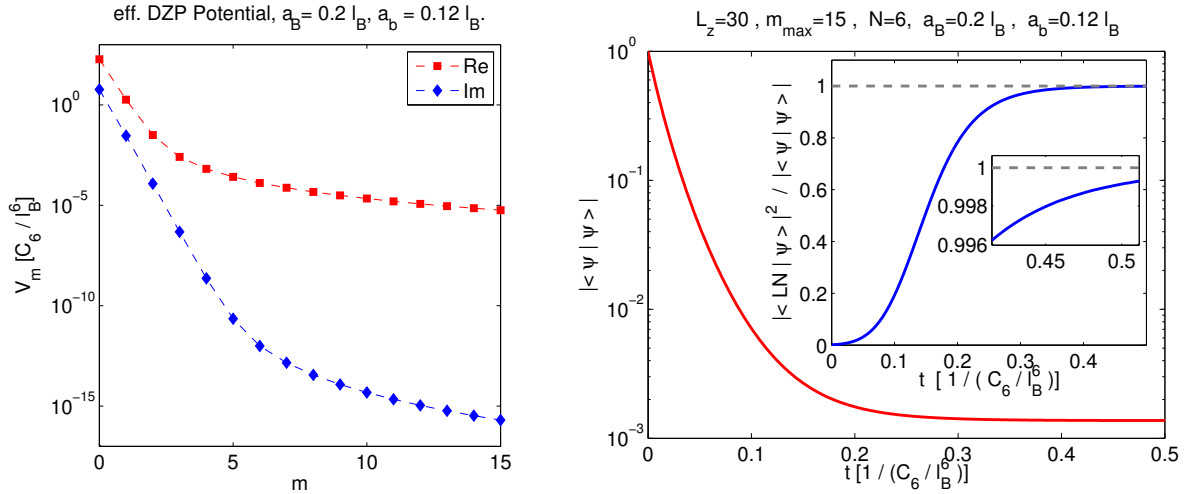 eff. DZP Potential, a_B = 0.2 l_B, a_b = 0.12 l_B.
V_m [C_6 / l_B^6]
10^0
10^-5
10^-10
10^-15
Re
Im
0 5 10 15
m
L_z=30 , m_max=15 , N=6, a_B=0.2 l_B , a_b=0.12 l_B
|< ψ | ψ >|
10^0
10^-1
10^-2
10^-3
|< LN | ψ >|^2 / |< ψ | ψ >|
1
0.8
0.6
0.4
0.2
0
1
0.998
0.996
0.45 0.5
0 0.1 0.2 0.3 0.4
t [ 1 / ( C_6 / l_B^6 )]
0 0.1 0.2 0.3 0.4 0.5
t [1 / (C_6 / l_B^6)]